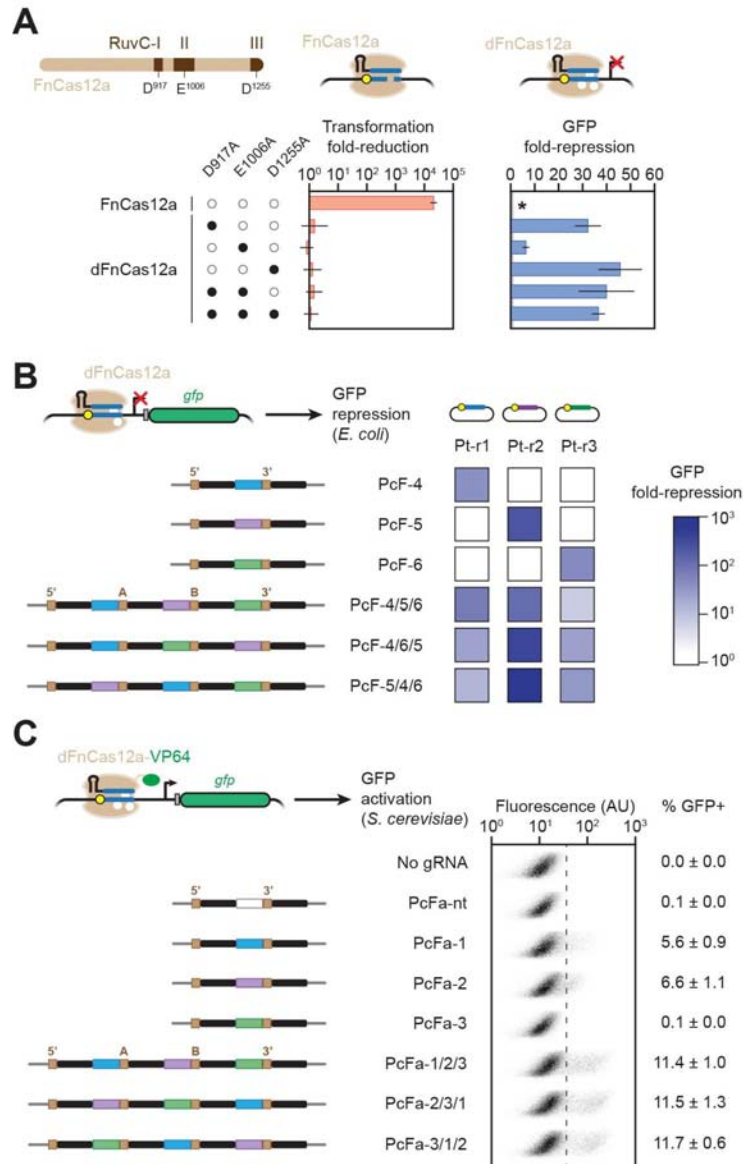 A
RuvC-I II III
FnCas12a
D917 E1006 D1255
FnCas12a
dFnCas12a
D917A
E1006A
D1255A
Transformation
fold-reduction
GFP
fold-repression
1 10^1 10^2 10^3 10^4 10^5
0 10 20 30 40 50 60
FnCas12a
*
dFnCas12a
B
dFnCas12a
gfp
GFP
repression
(E. coli)
Pt-r1 Pt-r2 Pt-r3
GFP
fold-repression
10^3
10^2
10^1
10^0
5' 3'
PcF-4
PcF-5
PcF-6
5' A B 3'
PcF-4/5/6
PcF-4/6/5
PcF-5/4/6
C
dFnCas12a-VP64
gfp
GFP
activation
(S. cerevisiae)
Fluorescence (AU)
% GFP+
10^0 10^1 10^2 10^3
No gRNA 0.0 ± 0.0
5' 3'
PcFa-nt 0.1 ± 0.0
PcFa-1 5.6 ± 0.9
PcFa-2 6.6 ± 1.1
PcFa-3 0.1 ± 0.0
5' A B 3'
PcFa-1/2/3 11.4 ± 1.0
PcFa-2/3/1 11.5 ± 1.3
PcFa-3/1/2 11.7 ± 0.6